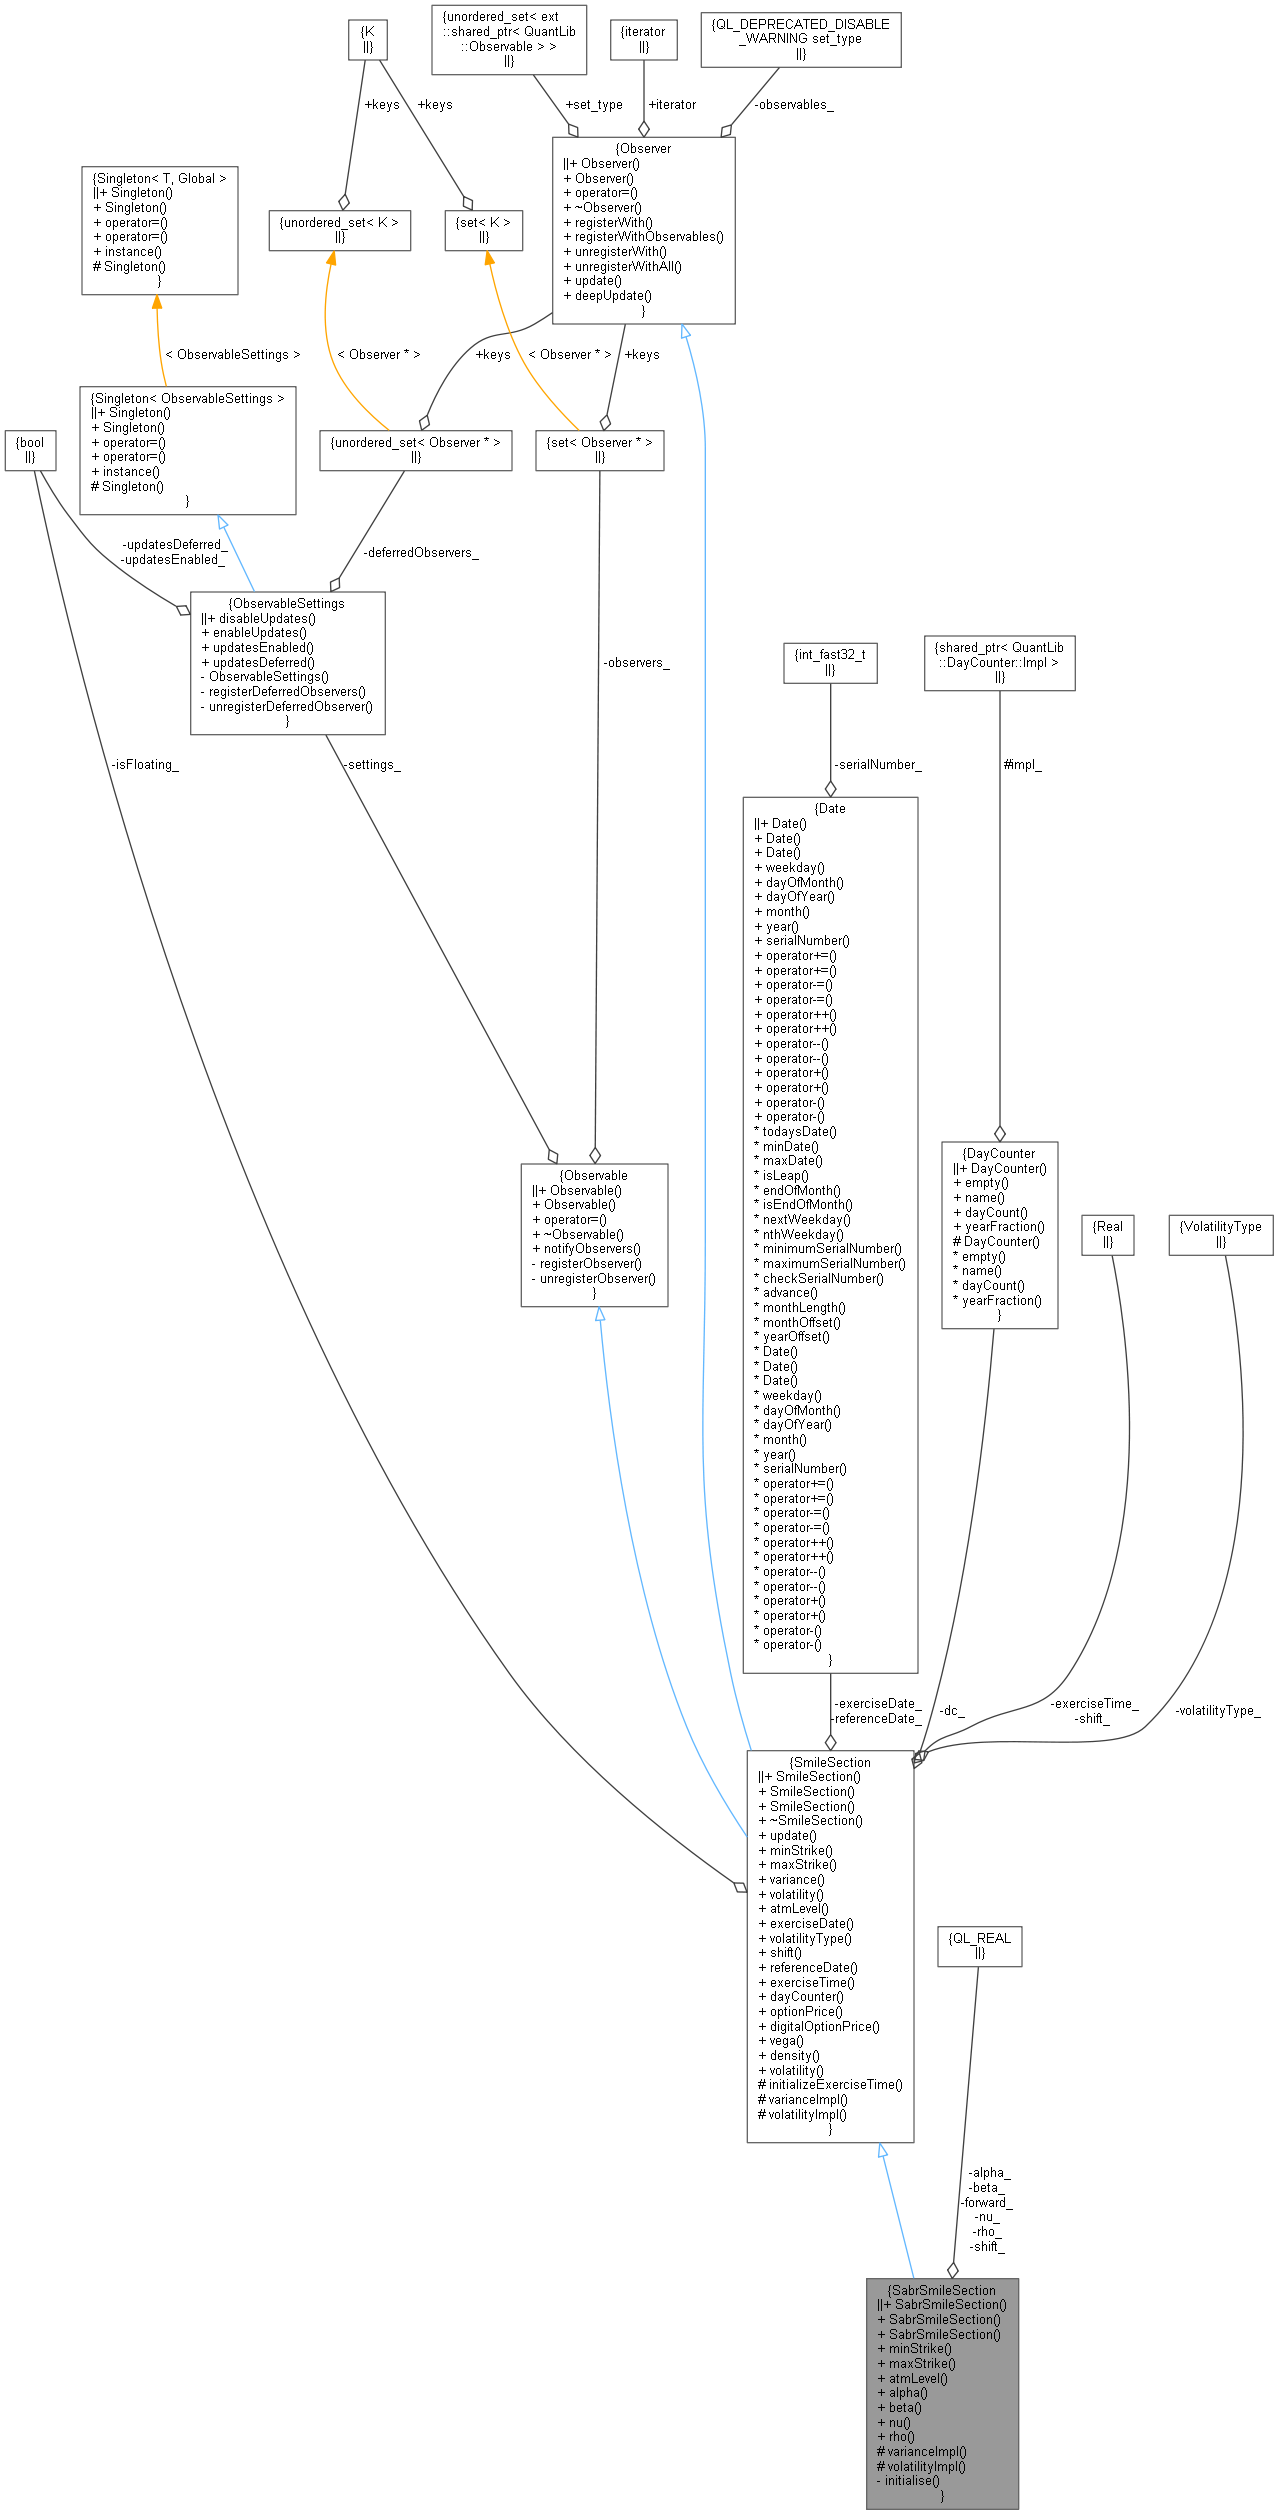 {K
||}
{unordered_set< ext
::shared_ptr< QuantLib
::Observable > >
||}
{iterator
||}
{QL_DEPRECATED_DISABLE
_WARNING set_type
||}
+keys
+keys
+set_type
+iterator
-observables_
{Singleton< T, Global >
||+ Singleton()
+ Singleton()
+ operator=()
+ operator=()
+ instance()
# Singleton()
}
{unordered_set< K >
||}
{set< K >
||}
{Observer
||+ Observer()
+ Observer()
+ operator=()
+ ~Observer()
+ registerWith()
+ registerWithObservables()
+ unregisterWith()
+ unregisterWithAll()
+ update()
+ deepUpdate()
}
< ObservableSettings >
< Observer * >
+keys
< Observer * >
+keys
{bool
||}
{Singleton< ObservableSettings >
||+ Singleton()
+ Singleton()
+ operator=()
+ operator=()
+ instance()
# Singleton()
}
{unordered_set< Observer * >
||}
{set< Observer * >
||}
-updatesDeferred_
-updatesEnabled_
-deferredObservers_
{ObservableSettings
||+ disableUpdates()
+ enableUpdates()
+ updatesEnabled()
+ updatesDeferred()
- ObservableSettings()
- registerDeferredObservers()
- unregisterDeferredObserver()
}
-observers_
{int_fast32_t
||}
{shared_ptr< QuantLib
::DayCounter::Impl >
||}
-isFloating_
-settings_
-serialNumber_
#impl_
{Date
||+ Date()
+ Date()
+ Date()
+ weekday()
+ dayOfMonth()
+ dayOfYear()
+ month()
+ year()
+ serialNumber()
+ operator+=()
+ operator+=()
+ operator-=()
+ operator-=()
+ operator++()
+ operator++()
+ operator--()
+ operator--()
+ operator+()
+ operator+()
+ operator-()
+ operator-()
* todaysDate()
* minDate()
* maxDate()
* isLeap()
* endOfMonth()
* isEndOfMonth()
* nextWeekday()
* nthWeekday()
* minimumSerialNumber()
* maximumSerialNumber()
* checkSerialNumber()
* advance()
* monthLength()
* monthOffset()
* yearOffset()
* Date()
* Date()
* Date()
* weekday()
* dayOfMonth()
* dayOfYear()
* month()
* year()
* serialNumber()
* operator+=()
* operator+=()
* operator-=()
* operator-=()
* operator++()
* operator++()
* operator--()
* operator--()
* operator+()
* operator+()
* operator-()
* operator-()
}
{Observable
||+ Observable()
+ Observable()
+ operator=()
+ ~Observable()
+ notifyObservers()
- registerObserver()
- unregisterObserver()
}
{DayCounter
||+ DayCounter()
+ empty()
+ name()
+ dayCount()
+ yearFraction()
# DayCounter()
* empty()
* name()
* dayCount()
* yearFraction()
}
{Real
||}
{VolatilityType
||}
-exerciseDate_
-referenceDate_
-dc_
-exerciseTime_
-shift_
-volatilityType_
{SmileSection
||+ SmileSection()
+ SmileSection()
+ SmileSection()
+ ~SmileSection()
+ update()
+ minStrike()
+ maxStrike()
+ variance()
+ volatility()
+ atmLevel()
+ exerciseDate()
+ volatilityType()
+ shift()
+ referenceDate()
+ exerciseTime()
+ dayCounter()
+ optionPrice()
+ digitalOptionPrice()
+ vega()
+ density()
+ volatility()
# initializeExerciseTime()
# varianceImpl()
# volatilityImpl()
}
{QL_REAL
||}
-alpha_
-beta_
-forward_
-nu_
-rho_
-shift_
{SabrSmileSection
||+ SabrSmileSection()
+ SabrSmileSection()
+ SabrSmileSection()
+ minStrike()
+ maxStrike()
+ atmLevel()
+ alpha()
+ beta()
+ nu()
+ rho()
# varianceImpl()
# volatilityImpl()
- initialise()
}